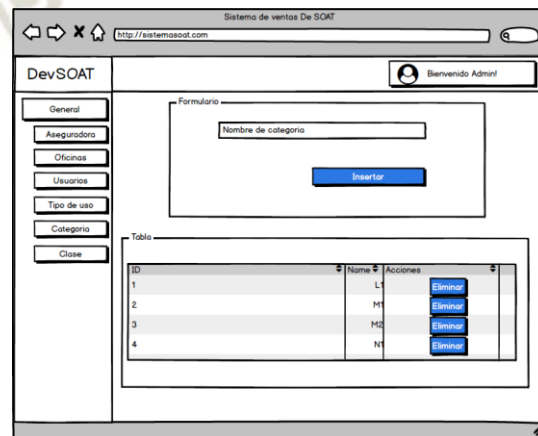 Sistema de ventas De SOAT
http://sistemasoat.com
DevSOAT
Bienvenido Admin!
General
Aseguradora
Oficinas
Usuarios
Tipo de uso
Categoria
Clase
Formulario
Nombre de categoria
Insertar
Tabla
ID Name Acciones
1 L1 Eliminar
2 M1 Eliminar
3 M2 Eliminar
4 N1 Eliminar